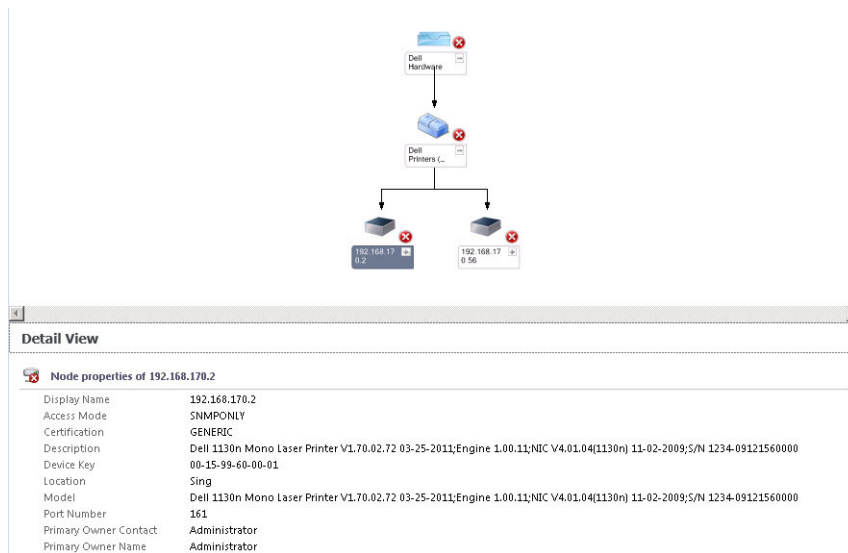 Dell
Hardware
Dell
Printers (...
192.168.17
0.2
192.168.17
0.56
Detail View
Node properties of 192.168.170.2
Display Name 192.168.170.2
Access Mode SNMPONLY
Certification GENERIC
Description Dell 1130n Mono Laser Printer V1.70.02.72 03-25-2011;Engine 1.00.11;NIC V4.01.04(1130n) 11-02-2009;S/N 1234-09121560000
Device Key 00-15-99-60-00-01
Location Sing
Model Dell 1130n Mono Laser Printer V1.70.02.72 03-25-2011;Engine 1.00.11;NIC V4.01.04(1130n) 11-02-2009;S/N 1234-09121560000
Port Number 161
Primary Owner Contact Administrator
Primary Owner Name Administrator